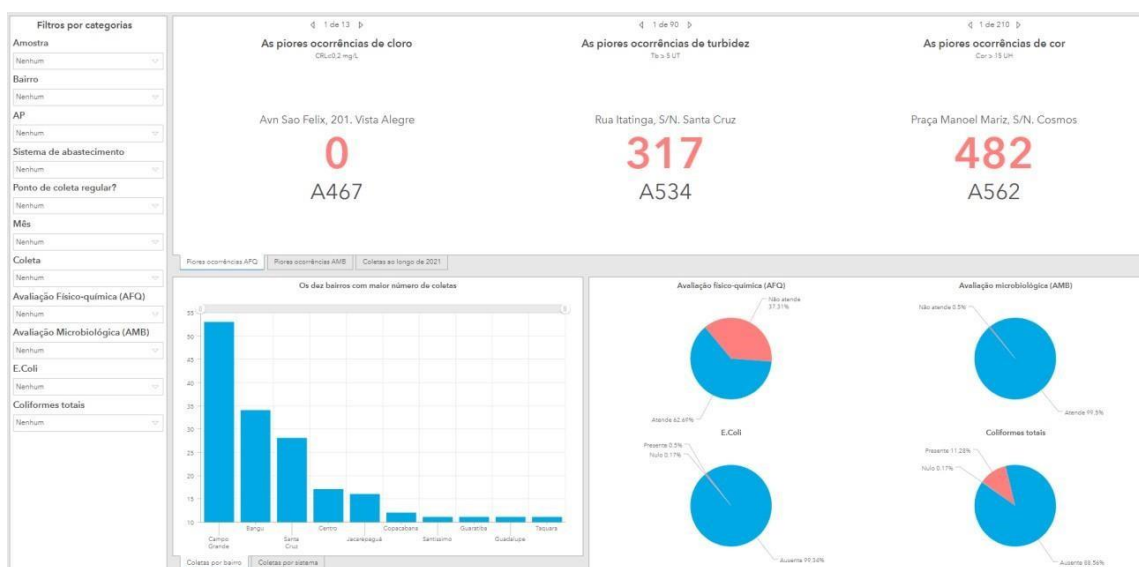 Filtros por categorias
Amostra
Nenhum
Bairro
Nenhum
AP
Nenhum
Sistema de abastecimento
Nenhum
Ponto de coleta regular?
Nenhum
Mês
Nenhum
Coleta
Nenhum
Avaliação Físico-química (AFQ)
Nenhum
Avaliação Microbiológica (AMB)
Nenhum
E.Coli
Nenhum
Coliformes totais
Nenhum
1 de 13
As piores ocorrências de cloro
CRL<0,2 mg/L
Avn Sao Felix, 201, Vista Alegre
0
A467
1 de 90
As piores ocorrências de turbidez
Tb > 5 UT
Rua Itatinga, S/N. Santa Cruz
317
A534
1 de 210
As piores ocorrências de cor
Cor > 15 UH
Praça Manoel Mariz, S/N. Cosmos
482
A562
Piores ocorrências AFQ
Piores ocorrências AMB
Coletas ao longo de 2021
Os dez bairros com maior número de coletas
55
50
45
40
35
30
25
20
15
10
Campo Grande
Bangu
Santa Cruz
Centro
Jacarepaguá
Copacabana
Santíssimo
Guaratiba
Guadalupe
Taquara
Coletas por bairro
Coletas por sistema
Avaliação físico-química (AFQ)
Não atende
37.31%
Atende 62.69%
Avaliação microbiológica (AMB)
Não atende 0.5%
Atende 99.5%
E.Coli
Presente 0.5%
Nulo 0.17%
Ausente 99.34%
Coliformes totais
Presente 11.28%
Nulo 0.17%
Ausente 88.56%